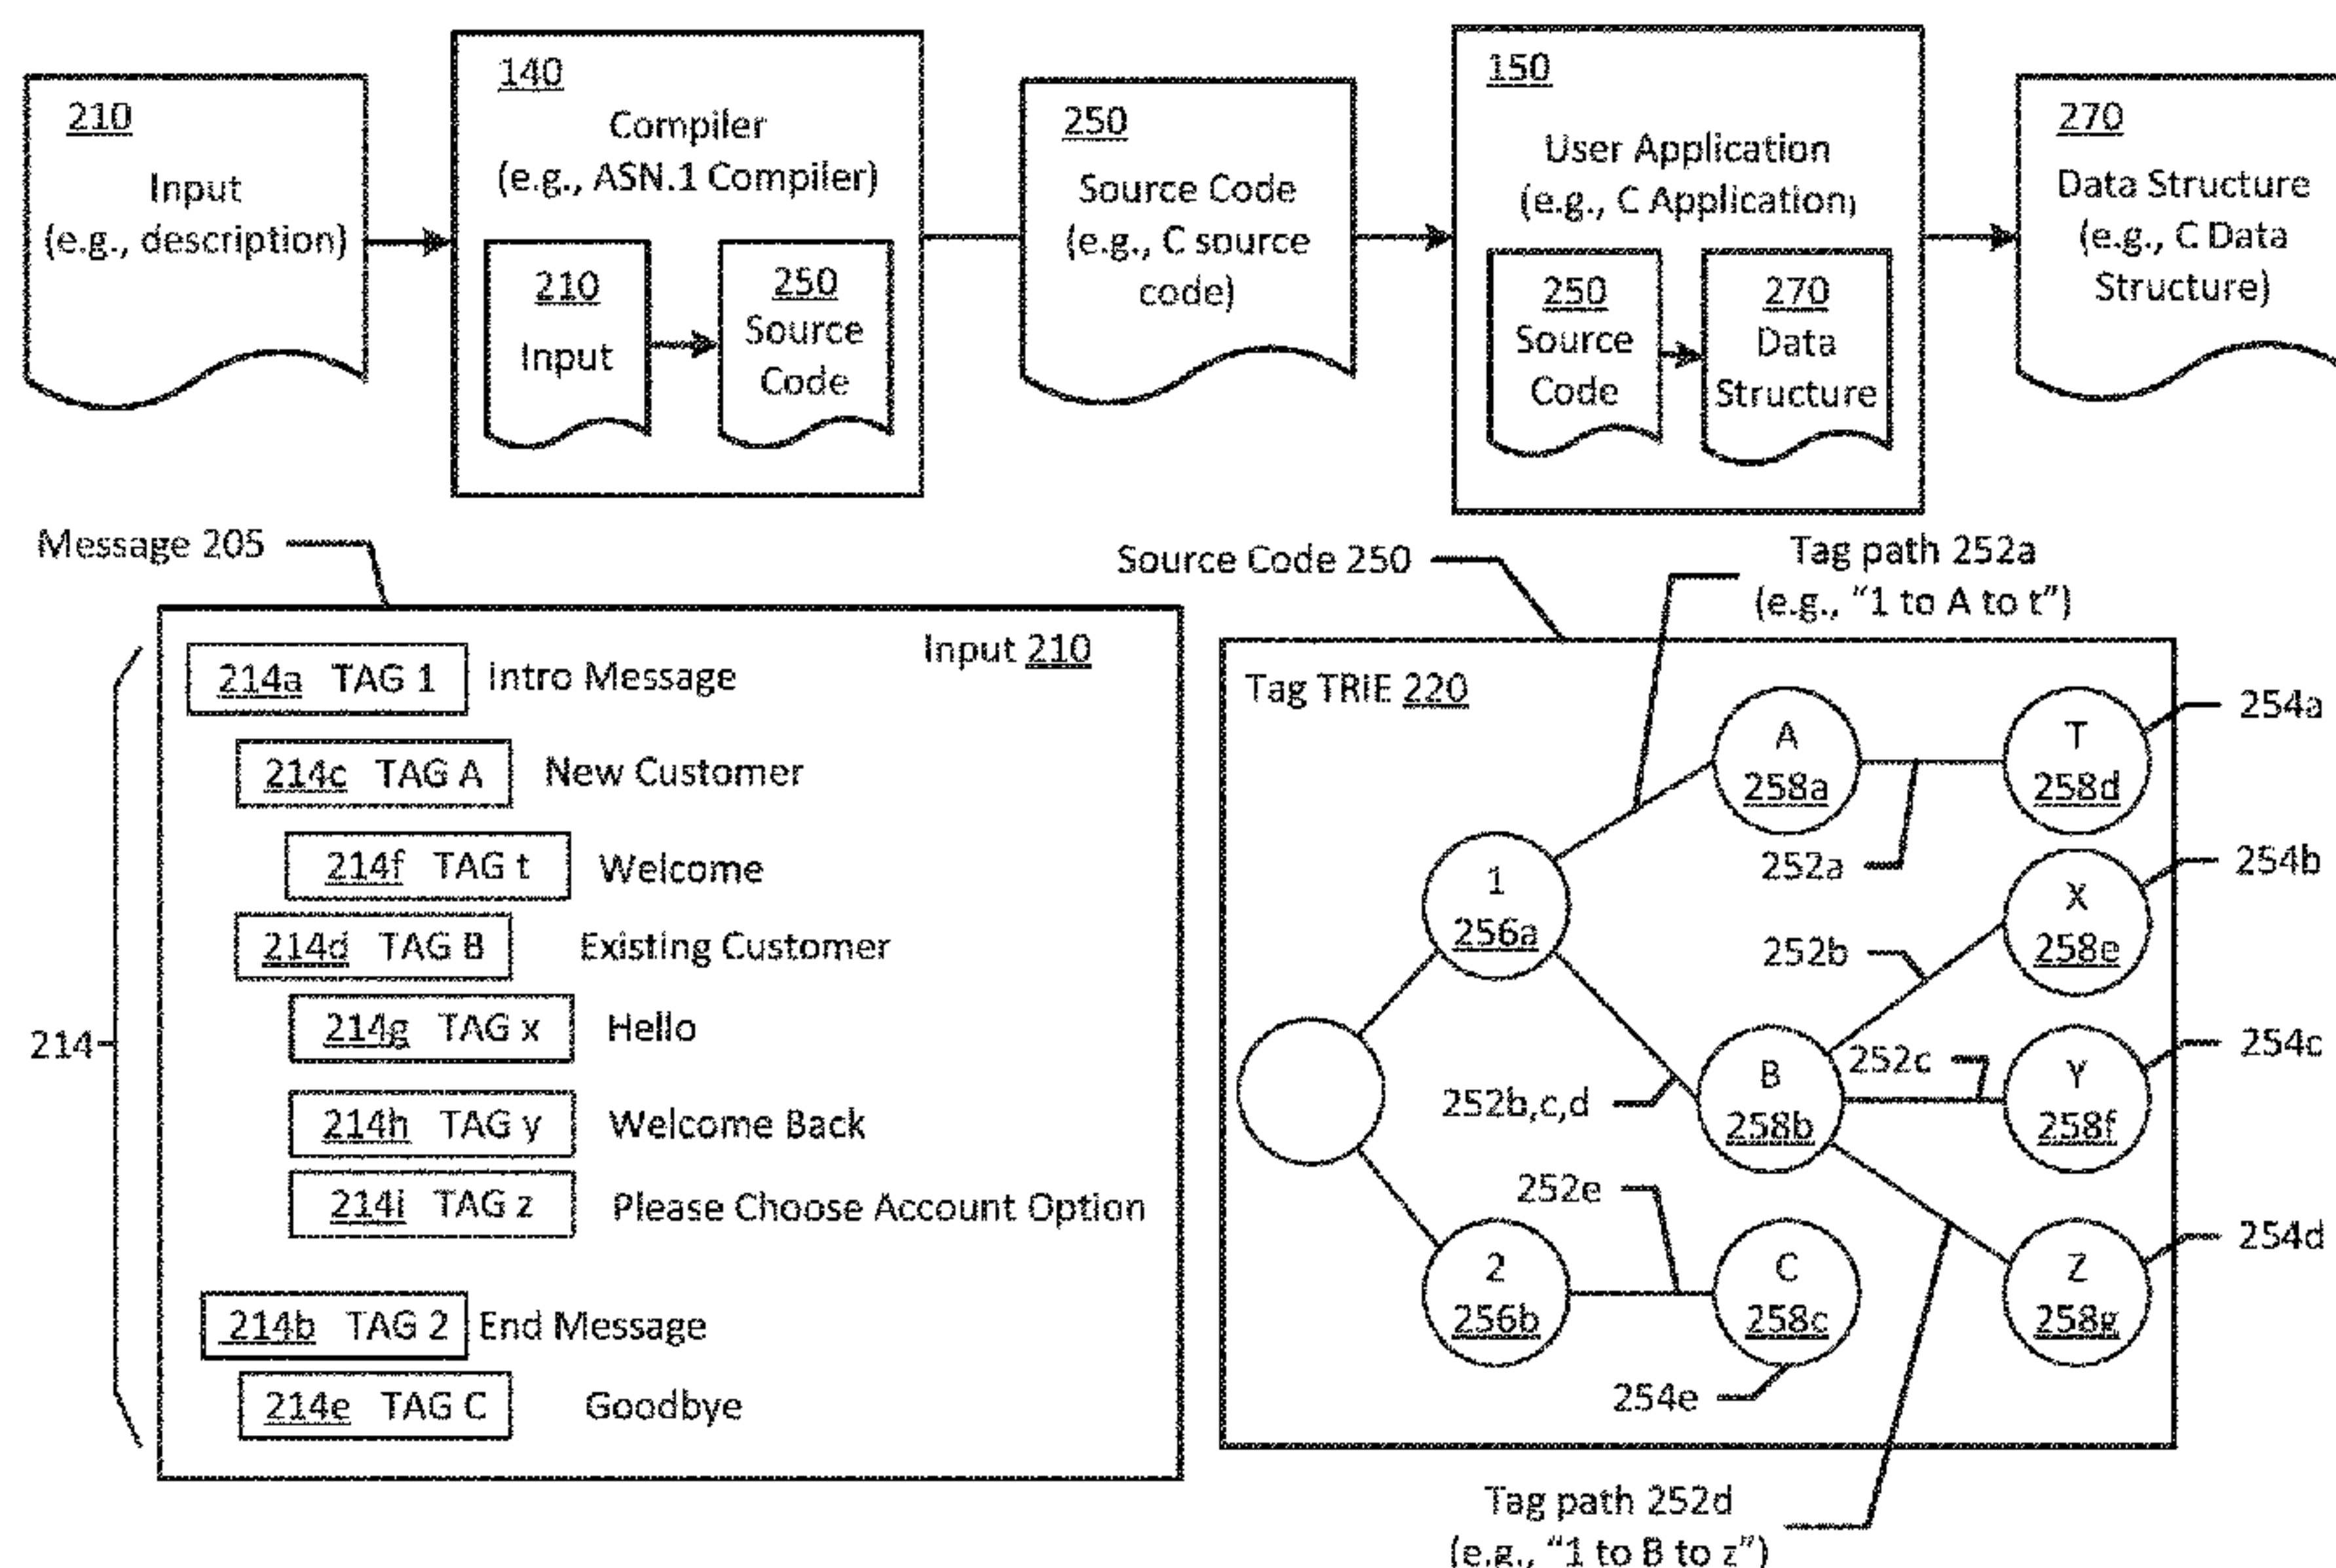 210
Input
(e.g., description)
140
Compiler
(e.g., ASN.1 Compiler)
210
Input
250
Source
Code
250
Source Code
(e.g., C source
code)
150
User Application
(e.g., C Application)
250
Source
Code
270
Data
Structure
270
Data Structure
(e.g., C Data
Structure)
Message 205
Input 210
214
214a TAG 1 Intro Message
214c TAG A New Customer
214f TAG t Welcome
214d TAG B Existing Customer
214g TAG x Hello
214h TAG y Welcome Back
214i TAG z Please Choose Account Option
214b TAG 2 End Message
214e TAG C Goodbye
Source Code 250
Tag path 252a
(e.g., “1 to A to t”)
Tag TRIE 220
A
258a
T
258d
254a
252a
1
256a
X
258e
254b
252b
252b,c,d
B
258b
252c
Y
258f
254c
252e
2
256b
C
258c
254e
Z
258g
254d
Tag path 252d
(e.g., “1 to B to z”)